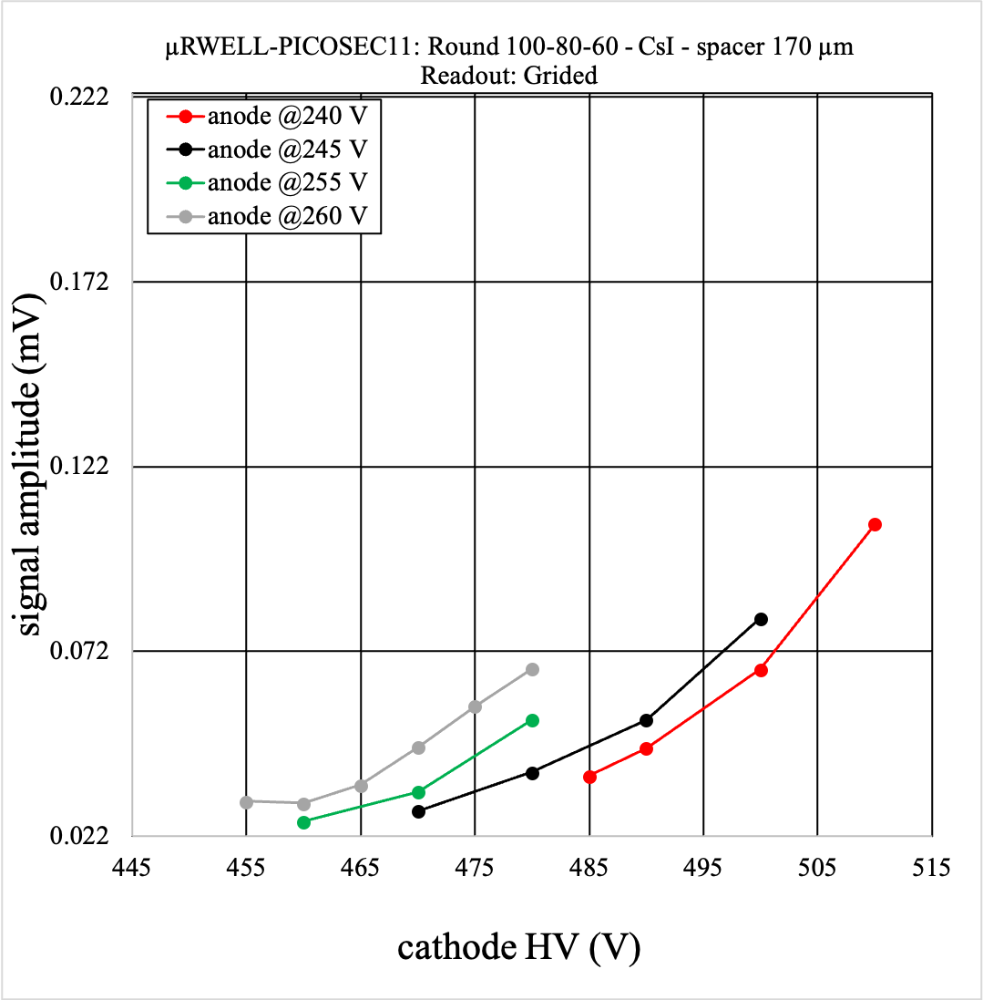 µRWELL-PICOSEC11: Round 100-80-60 - CsI - spacer 170 µm
Readout: Grided
0.222
anode @240 V
anode @245 V
anode @255 V
anode @260 V
0.172
signal amplitude (mV)
0.122
0.072
0.022
445 455 465 475 485 495 505 515
cathode HV (V)